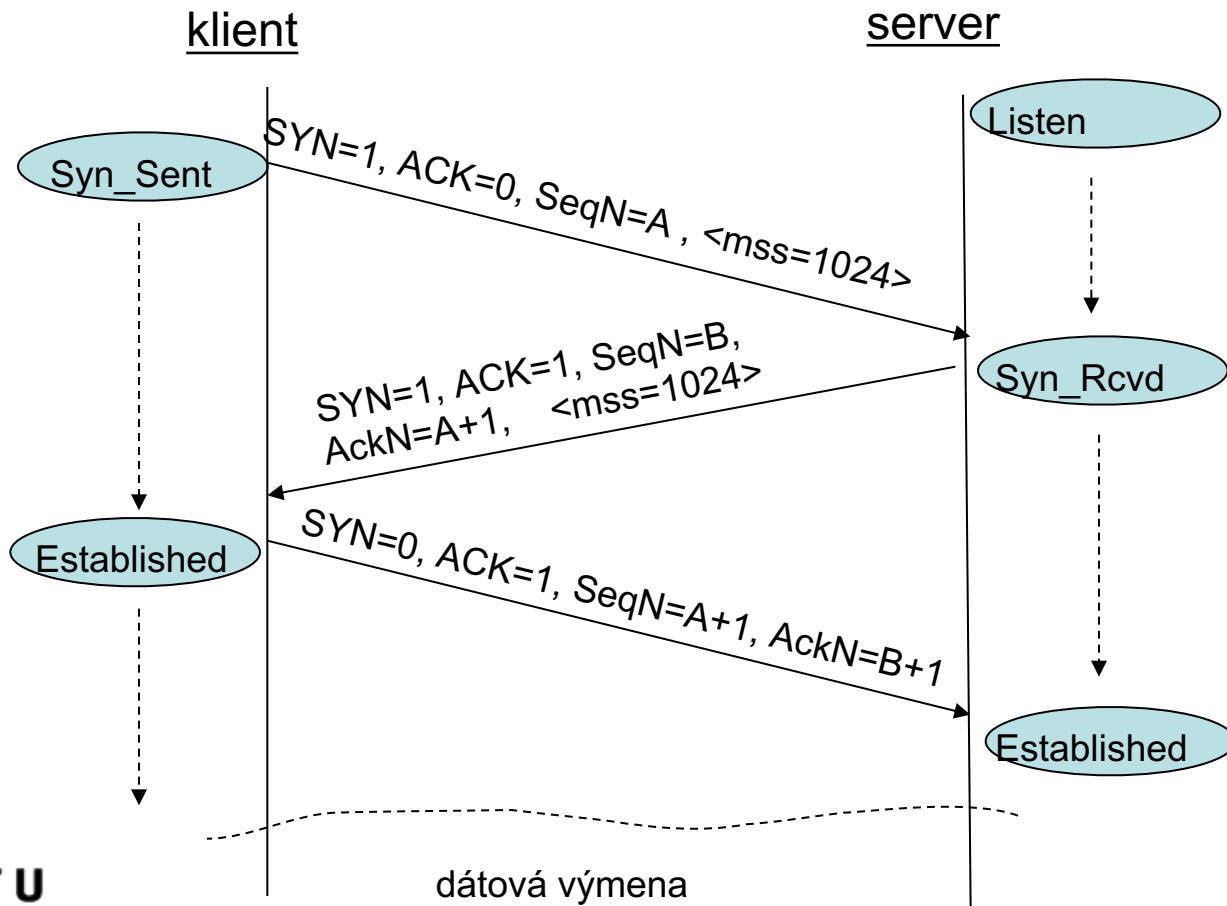 klient
server
Listen
Syn_Sent
SYN=1, ACK=0, SeqN=A , <mss=1024>
SYN=1, ACK=1, SeqN=B,
AckN=A+1, <mss=1024>
Syn_Rcvd
Established
SYN=0, ACK=1, SeqN=A+1, AckN=B+1
Established
dátová výmena
U